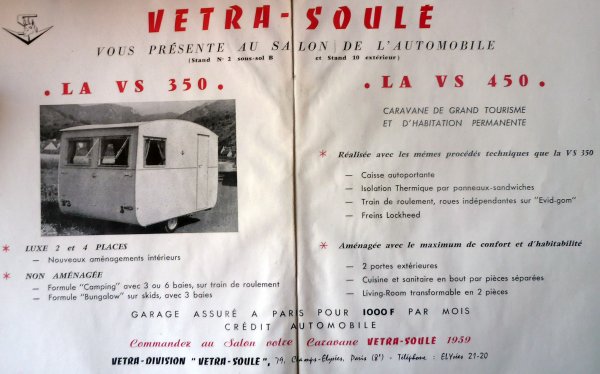 VETRA-SOULÉ
VOUS PRÉSENTE AU SALON DE L'AUTOMOBILE
(Stand N° 2 sous-sol B et Stand 10 extérieur)
. LA VS 350 .
* LUXE 2 et 4 PLACES
— Nouveaux aménagements intérieurs
* NON AMÉNAGÉE
— Formule "Camping" avec 3 ou 6 baies, sur train de roulement
— Formule "Bungalow" sur skids, avec 3 baies
. LA VS 450 .
CARAVANE DE GRAND TOURISME
ET D'HABITATION PERMANENTE
* Réalisée avec les mêmes procédés techniques que la VS 350
— Caisse autoportante
— Isolation Thermique par panneaux-sandwiches
— Train de roulement, roues indépendantes sur "Evid-gom"
— Freins Lockheed
* Aménagée avec le maximum de confort et d'habitabilité
— 2 portes extérieures
— Cuisine et sanitaire en bout par pièces séparées
— Living-Room transformable en 2 pièces
GARAGE ASSURÉ A PARIS POUR 1000 F PAR MOIS
CRÉDIT AUTOMOBILE
Commandez au Salon votre Caravane VETRA-SOULE 1959
VETRA-DIVISION "VETRA-SOULE", 79, Champs-Élysées, Paris (8e) - Téléphone : ÉLYsées 21-20